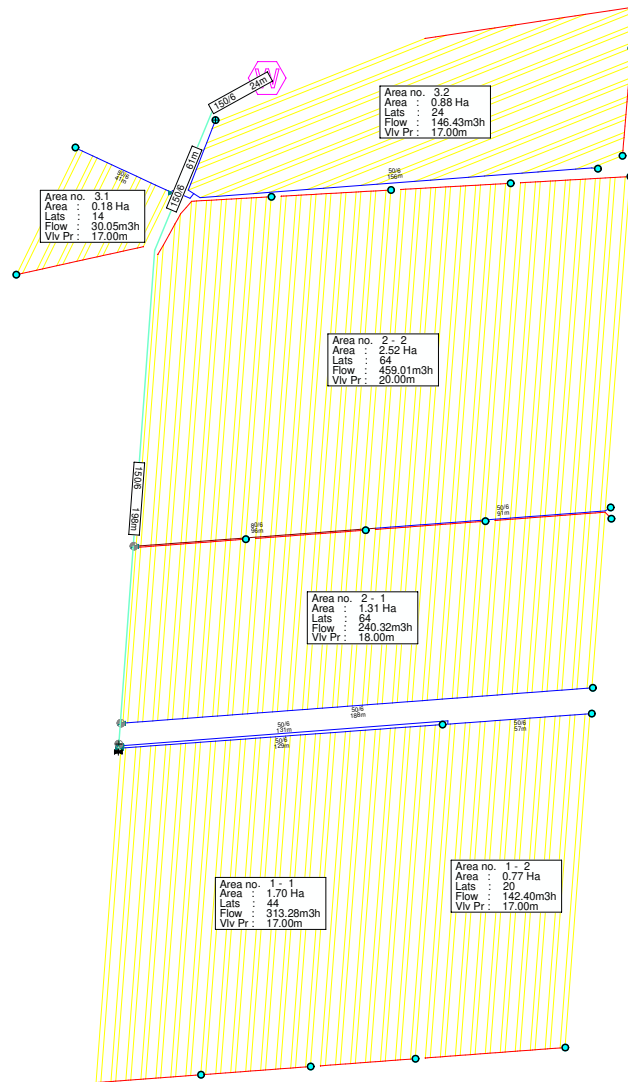 W
150/6 24m
150/6 61m
Area no. 3.2
Area : 0.88 Ha
Lats : 24
Flow : 146.43m3h
Vlv Pr : 17.00m
80/6
41m
50/6
156m
Area no. 3.1
Area : 0.18 Ha
Lats : 14
Flow : 30.05m3h
Vlv Pr : 17.00m
Area no. 2 - 2
Area : 2.52 Ha
Lats : 64
Flow : 459.01m3h
Vlv Pr : 20.00m
150/6 198m
80/6
96m
50/6
91m
Area no. 2 - 1
Area : 1.31 Ha
Lats : 64
Flow : 240.32m3h
Vlv Pr : 18.00m
50/6
188m
50/6
131m
50/6
129m
50/6
57m
Area no. 1 - 1
Area : 1.70 Ha
Lats : 44
Flow : 313.28m3h
Vlv Pr : 17.00m
Area no. 1 - 2
Area : 0.77 Ha
Lats : 20
Flow : 142.40m3h
Vlv Pr : 17.00m